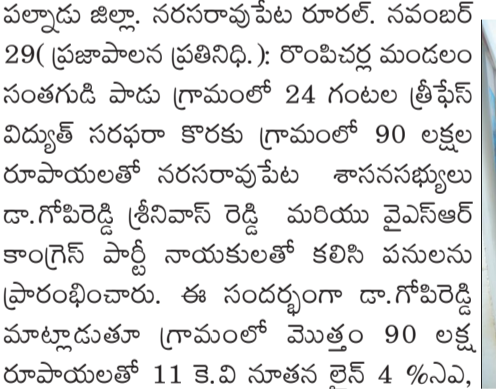 పల్నాడు జిల్లా. నరసరావుపేట రూరల్. నవంబర్
29( ప్రజాపాలన ప్రతినిధి.): రొంపిచర్ల మండలం
సంతగుడి పాడు గ్రామంలో 24 గంటల త్రీఫేస్
విద్యుత్ సరఫరా కొరకు గ్రామంలో 90 లక్షల
రూపాయలతో నరసరావుపేట శాసనసభ్యులు
డా.గోపిరెడ్డి శ్రీనివాస్ రెడ్డి మరియు వైఎస్ఆర్
కాంగ్రెస్ పార్టీ నాయకులతో కలిసి పనులను
ప్రారంభించారు. ఈ సందర్భంగా డా.గోపిరెడ్డి
మాట్లాడుతూ గ్రామంలో మొత్తం 90 లక్ష
రూపాయలతో 11 కె.వి నూతన లైన్ 4 %ఎఎ,